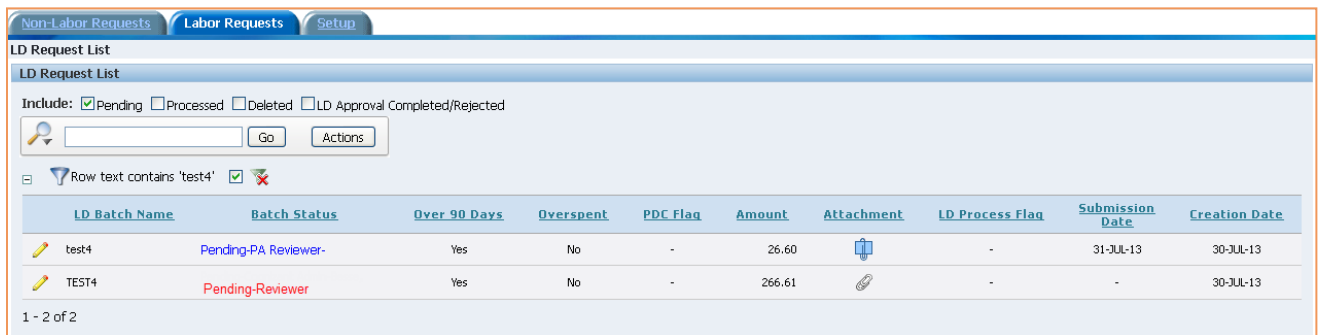 Non-Labor Requests Labor Requests Setup
LD Request List
LD Request List
Include: Pending Processed Deleted LD Approval Completed/Rejected
Go Actions
Row text contains 'test4'
LD Batch Name Batch Status Over 90 Days Overspent PDC Flag Amount Attachment LD Process Flag Submission Date Creation Date
test4 Pending-PA Reviewer- Yes No - 26.60 - 31-JUL-13 30-JUL-13
TEST4 Pending-Reviewer Yes No - 266.61 - - 30-JUL-13
1 - 2 of 2